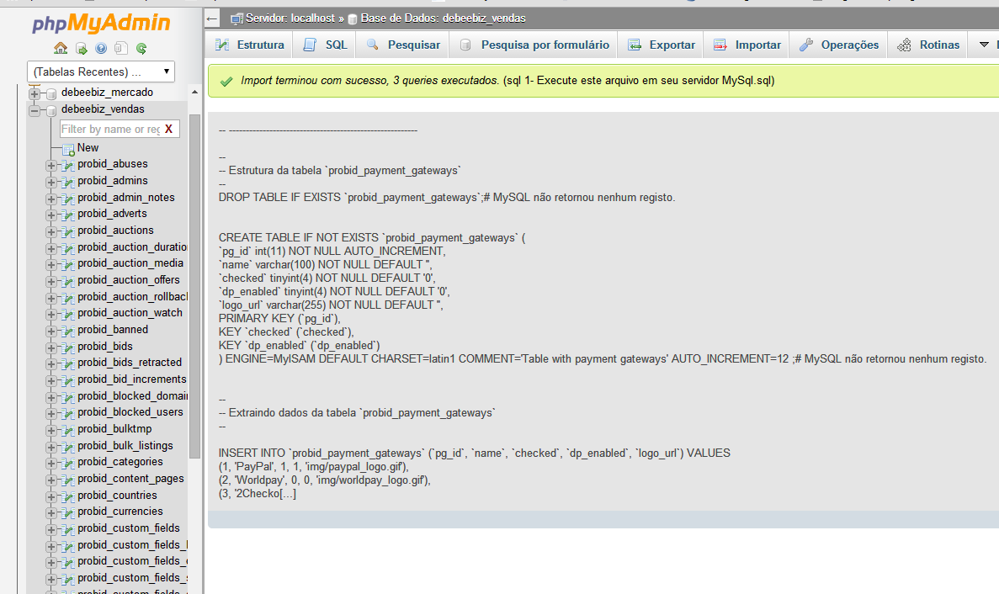 phpMyAdmin
(Tabelas Recentes) ...
debeebiz_mercado
debeebiz_vendas
Filter by name or reg X
New
probid_abuses
probid_admins
probid_admin_notes
probid_adverts
probid_auctions
probid_auction_duratio
probid_auction_media
probid_auction_offers
probid_auction_rollback
probid_auction_watch
probid_banned
probid_bids
probid_bids_retracted
probid_bid_increments
probid_blocked_domai
probid_blocked_users
probid_bulktmp
probid_bulk_listings
probid_categories
probid_content_pages
probid_countries
probid_currencies
probid_custom_fields
probid_custom_fields_
probid_custom_fields_
probid_custom_fields_
Servidor: localhost » Base de Dados: debeebiz_vendas
Estrutura SQL Pesquisar Pesquisa por formulário Exportar Importar Operações Rotinas
Import terminou com sucesso, 3 queries executados. (sql 1- Execute este arquivo em seu servidor MySql.sql)
-- --------------------------------------------------------
--
-- Estrutura da tabela `probid_payment_gateways`
--
DROP TABLE IF EXISTS `probid_payment_gateways`;# MySQL não retornou nenhum registo.
CREATE TABLE IF NOT EXISTS `probid_payment_gateways` (
`pg_id` int(11) NOT NULL AUTO_INCREMENT,
`name` varchar(100) NOT NULL DEFAULT '',
`checked` tinyint(4) NOT NULL DEFAULT '0',
`dp_enabled` tinyint(4) NOT NULL DEFAULT '0',
`logo_url` varchar(255) NOT NULL DEFAULT '',
PRIMARY KEY (`pg_id`),
KEY `checked` (`checked`),
KEY `dp_enabled` (`dp_enabled`)
) ENGINE=MyISAM DEFAULT CHARSET=latin1 COMMENT='Table with payment gateways' AUTO_INCREMENT=12 ;# MySQL não retornou nenhum registo.
--
-- Extraindo dados da tabela `probid_payment_gateways`
--
INSERT INTO `probid_payment_gateways` (`pg_id`, `name`, `checked`, `dp_enabled`, `logo_url`) VALUES
(1, 'PayPal', 1, 1, 'img/paypal_logo.gif'),
(2, 'Worldpay', 0, 0, 'img/worldpay_logo.gif'),
(3, '2Checko[...]